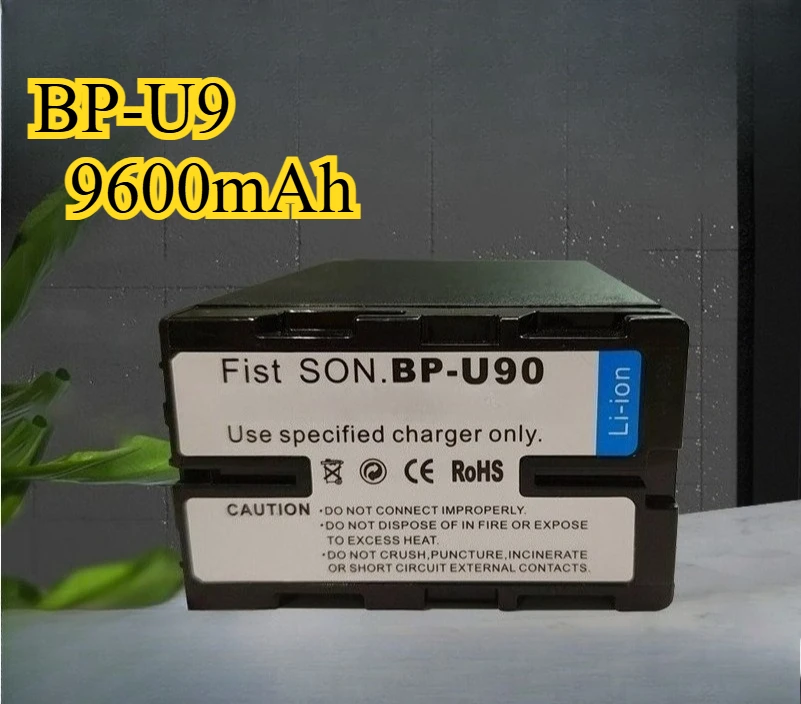 BP-U9
9600mAh
Fist SON.BP-U90
Li-ion
Use specified charger only.
CE RoHS
CAUTION ·DO NOT CONNECT IMPROPERLY.
·DO NOT DISPOSE OF IN FIRE OR EXPOSE
TO EXCESS HEAT.
·DO NOT CRUSH,PUNCTURE,INCINERATE
OR SHORT CIRCUIT EXTERNAL CONTACTS.